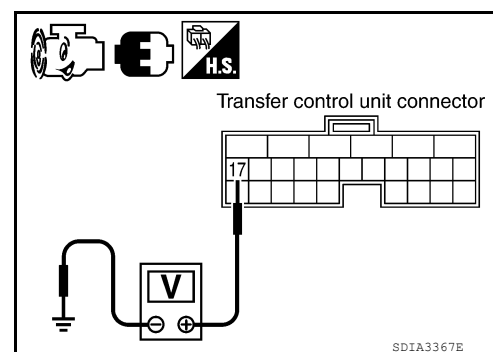 H.S.
Transfer control unit connector
17
V
SDIA3367E